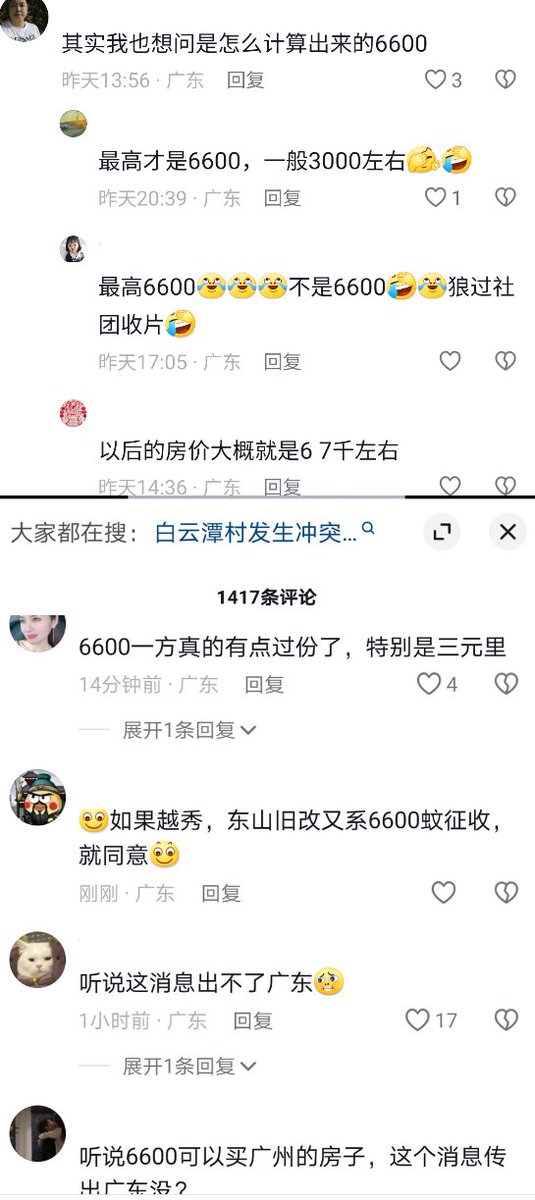 其实我也想问是怎么计算出来的6600
昨天13:56 · 广东 回复 3
最高才是6600，一般3000左右🫠🤣
昨天20:39 · 广东 回复 1
最高6600😂😂😂不是6600🤣😂狼过社
团收片🤣
昨天17:05 · 广东 回复
以后的房价大概就是6 7千左右
昨天14:36 · 广东 回复
大家都在搜： 白云潭村发生冲突...
1417条评论
6600一方真的有点过份了，特别是三元里
14分钟前 · 广东 回复 4
展开1条回复
如果越秀，东山旧改又系6600蚊征收，
就同意
刚刚 · 广东 回复
听说这消息出不了广东
1小时前 · 广东 回复 17
展开1条回复
听说6600可以买广州的房子，这个消息传
出广东没？